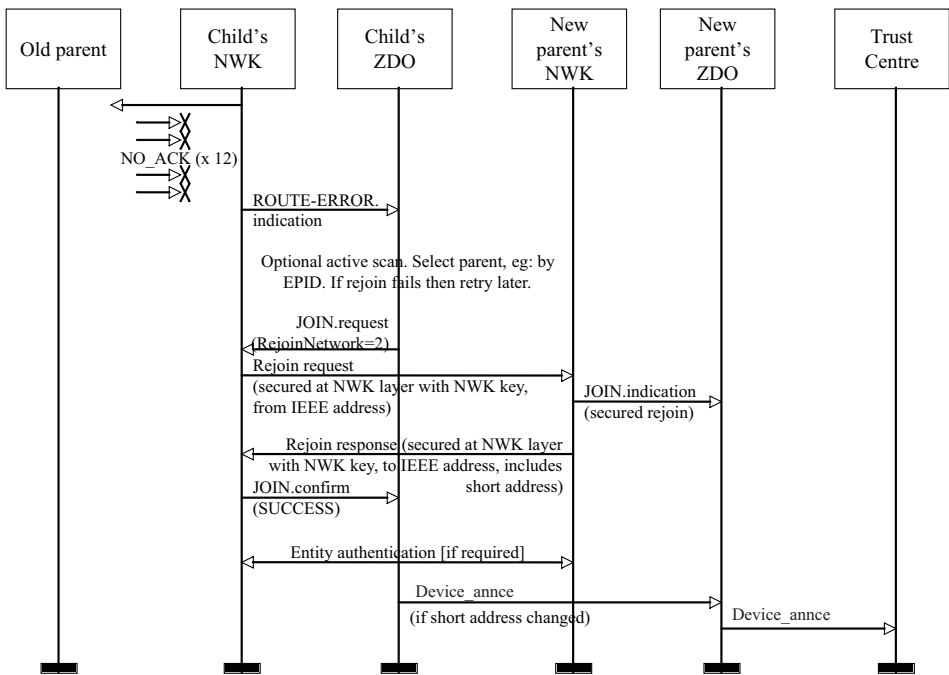 Old parent
Child's
NWK
Child's
ZDO
New
parent's
NWK
New
parent's
ZDO
Trust
Centre
NO_ACK (x 12)
ROUTE-ERROR.
indication
Optional active scan. Select parent, eg: by
EPID. If rejoin fails then retry later.
JOIN.request
(RejoinNetwork=2)
Rejoin request
(secured at NWK layer with NWK key,
from IEEE address)
JOIN.indication
(secured rejoin)
Rejoin response (secured at NWK layer
with NWK key, to IEEE address, includes
short address)
JOIN.confirm
(SUCCESS)
Entity authentication [if required]
Device_annce
(if short address changed)
Device_annce